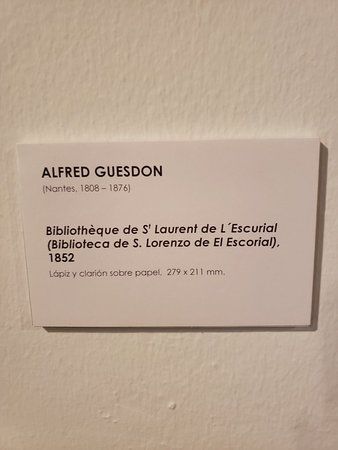 ALFRED GUESDON
(Nantes, 1808 – 1876)
Bibliothèque de Sᵗ Laurent de L´Escurial
(Biblioteca de S. Lorenzo de El Escorial),
1852
Lápiz y clarión sobre papel.  279 x 211 mm.